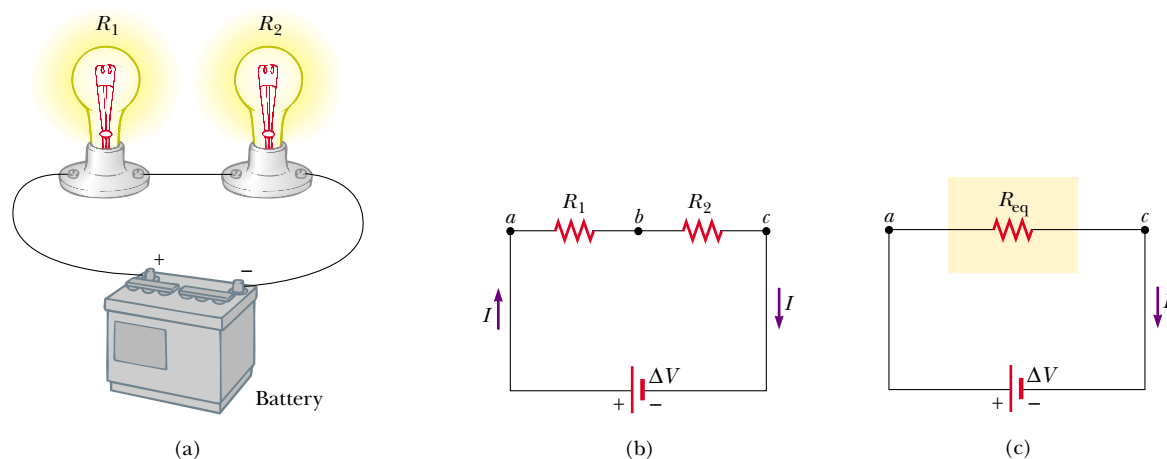 R1 R2
+ −
Battery
(a)
a R1 b R2 c
I I
ΔV
+ −
(b)
a Req c
I
ΔV
+ −
(c)